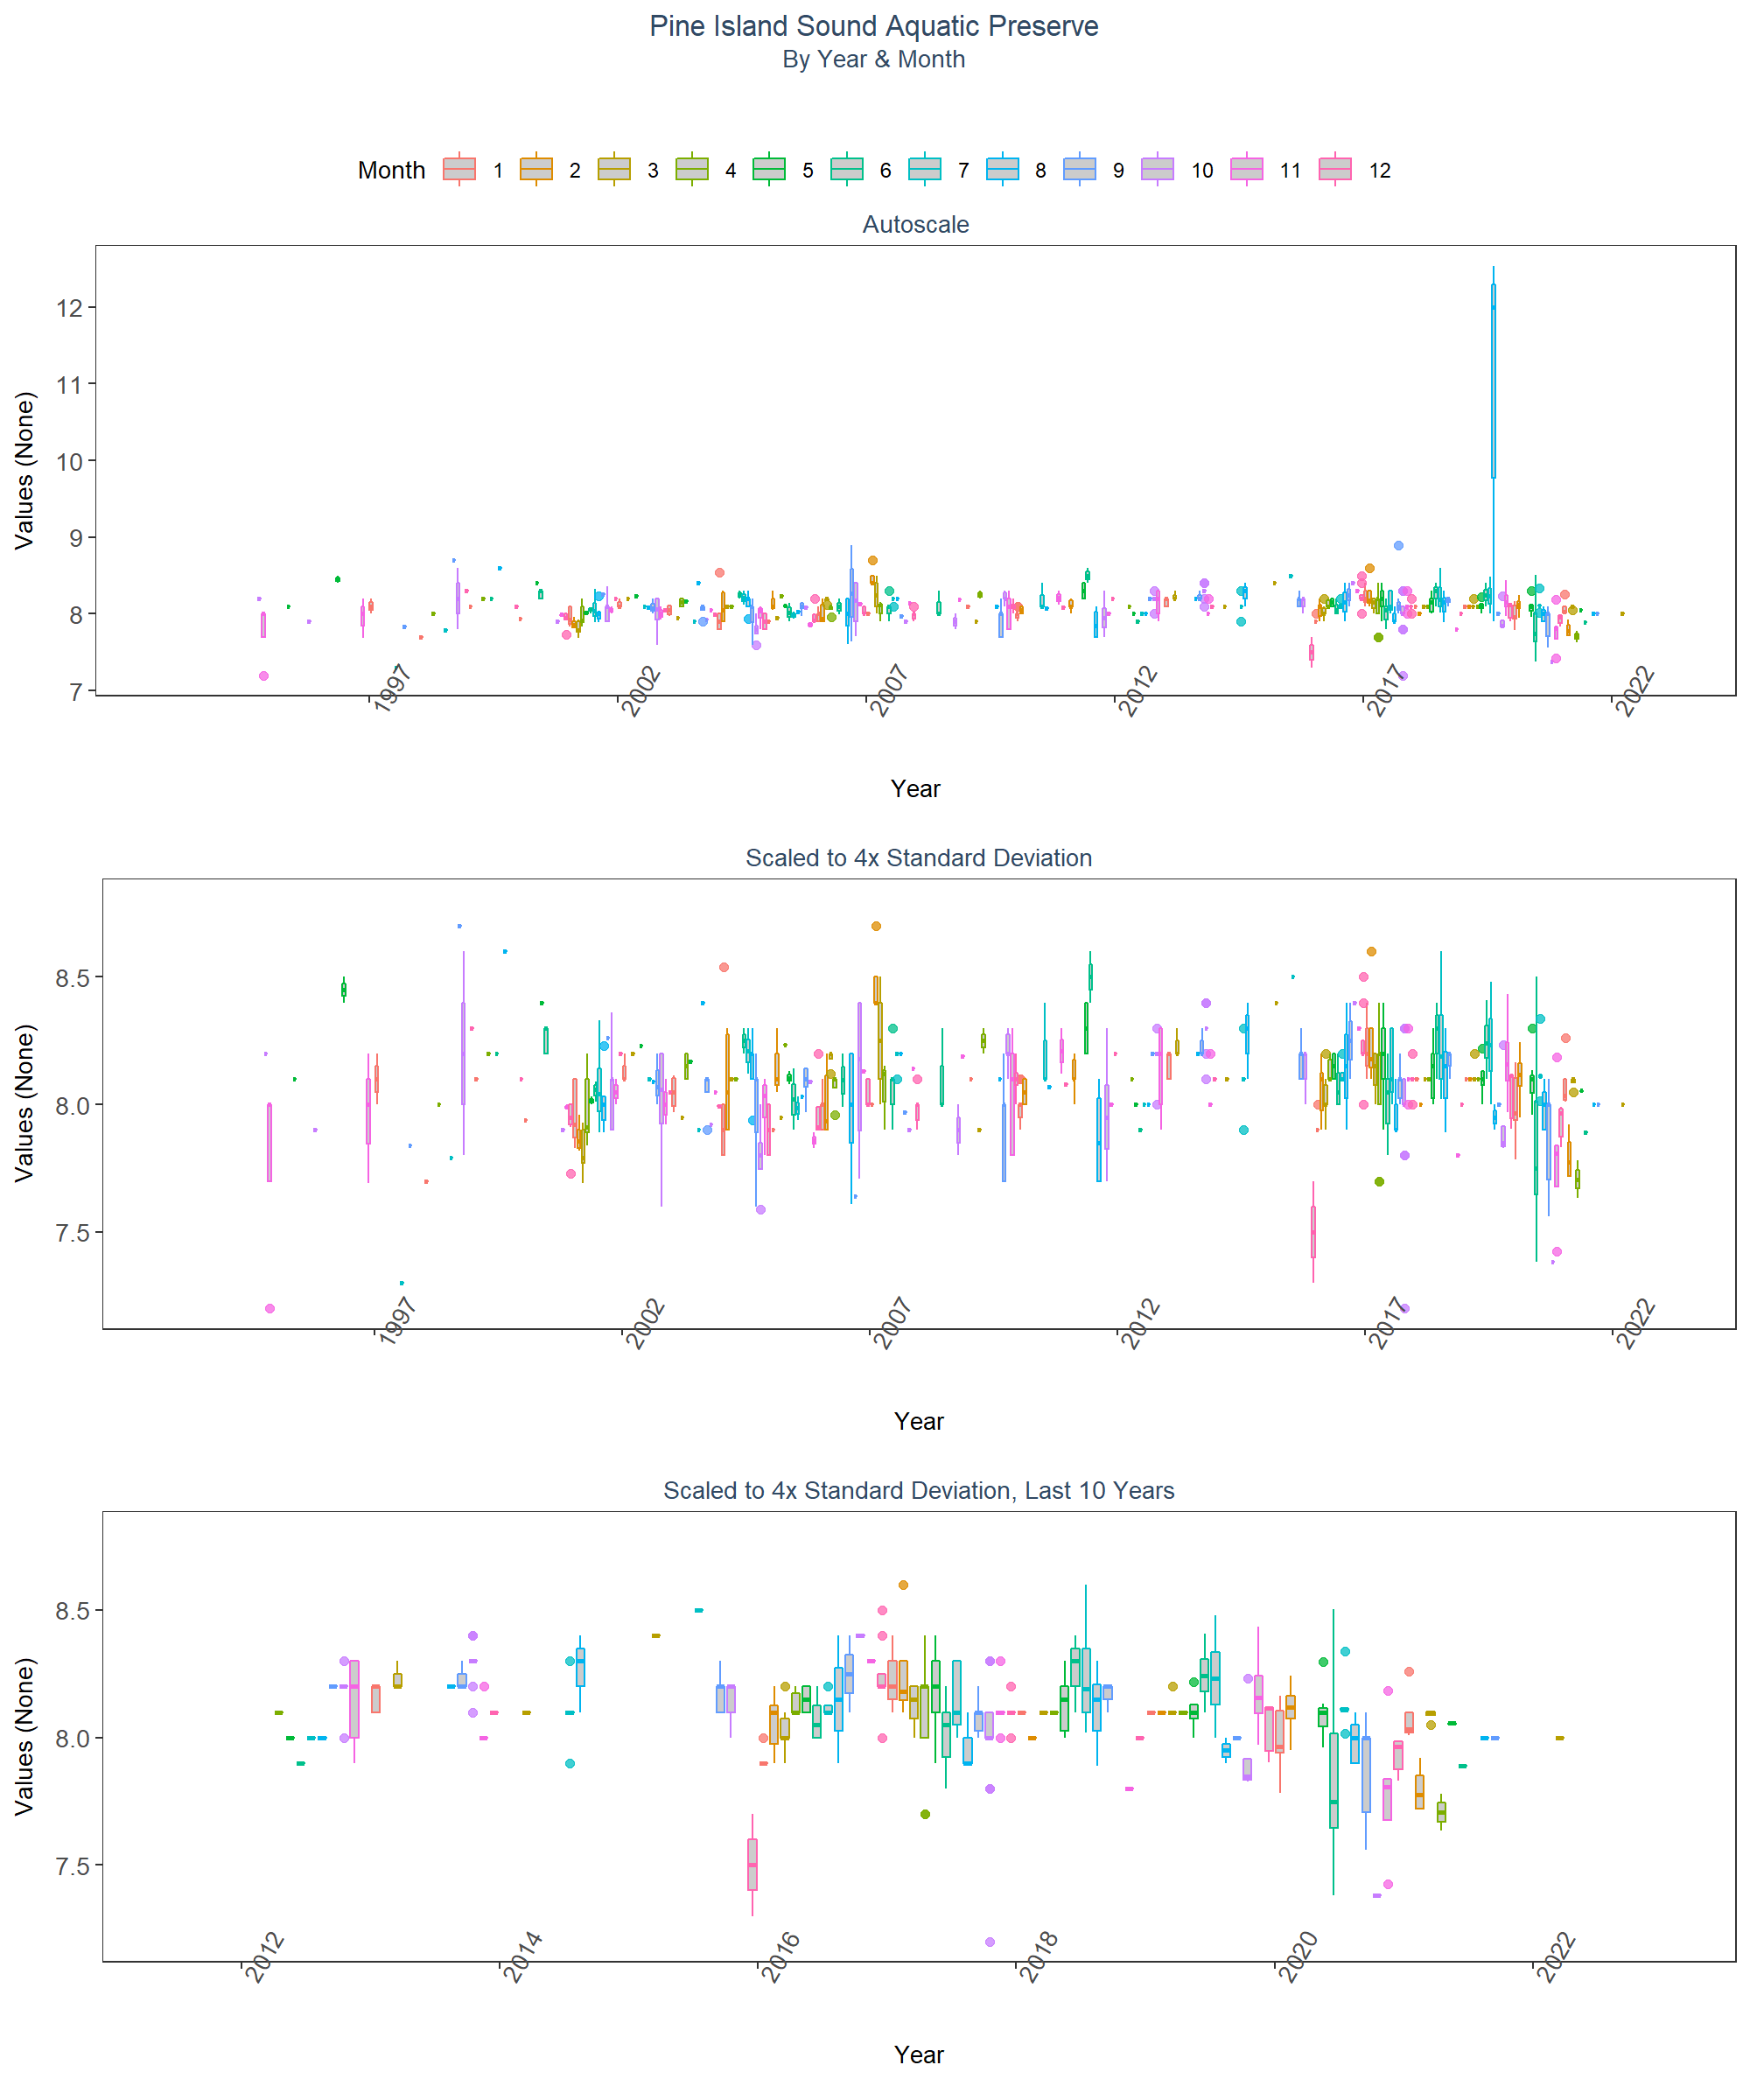 Pine Island Sound Aquatic Preserve
By Year & Month
Month 1 2 3 4 5 6 7 8 9 10 11 12
Autoscale
Values (None)
12
11
10
9
8
7
1997 2002 2007 2012 2017 2022
Year
Scaled to 4x Standard Deviation
Values (None)
8.5
8.0
7.5
1997 2002 2007 2012 2017 2022
Year
Scaled to 4x Standard Deviation, Last 10 Years
Values (None)
8.5
8.0
7.5
2012 2014 2016 2018 2020 2022
Year